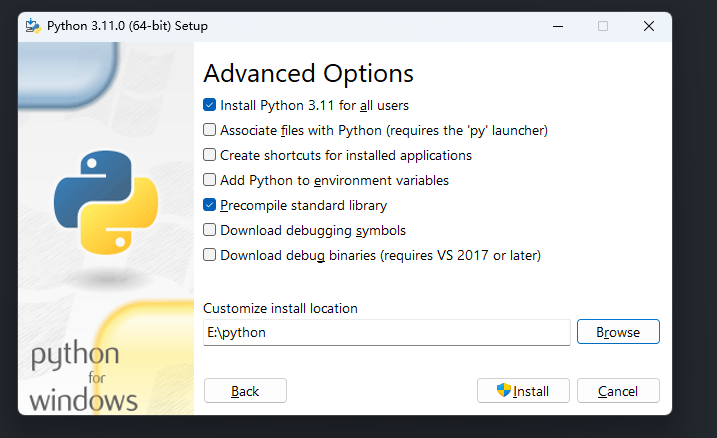 Python 3.11.0 (64-bit) Setup
Advanced Options
Install Python 3.11 for all users
Associate files with Python (requires the 'py' launcher)
Create shortcuts for installed applications
Add Python to environment variables
Precompile standard library
Download debugging symbols
Download debug binaries (requires VS 2017 or later)
Customize install location
E:\python
Browse
python
for
windows
Back
Install
Cancel